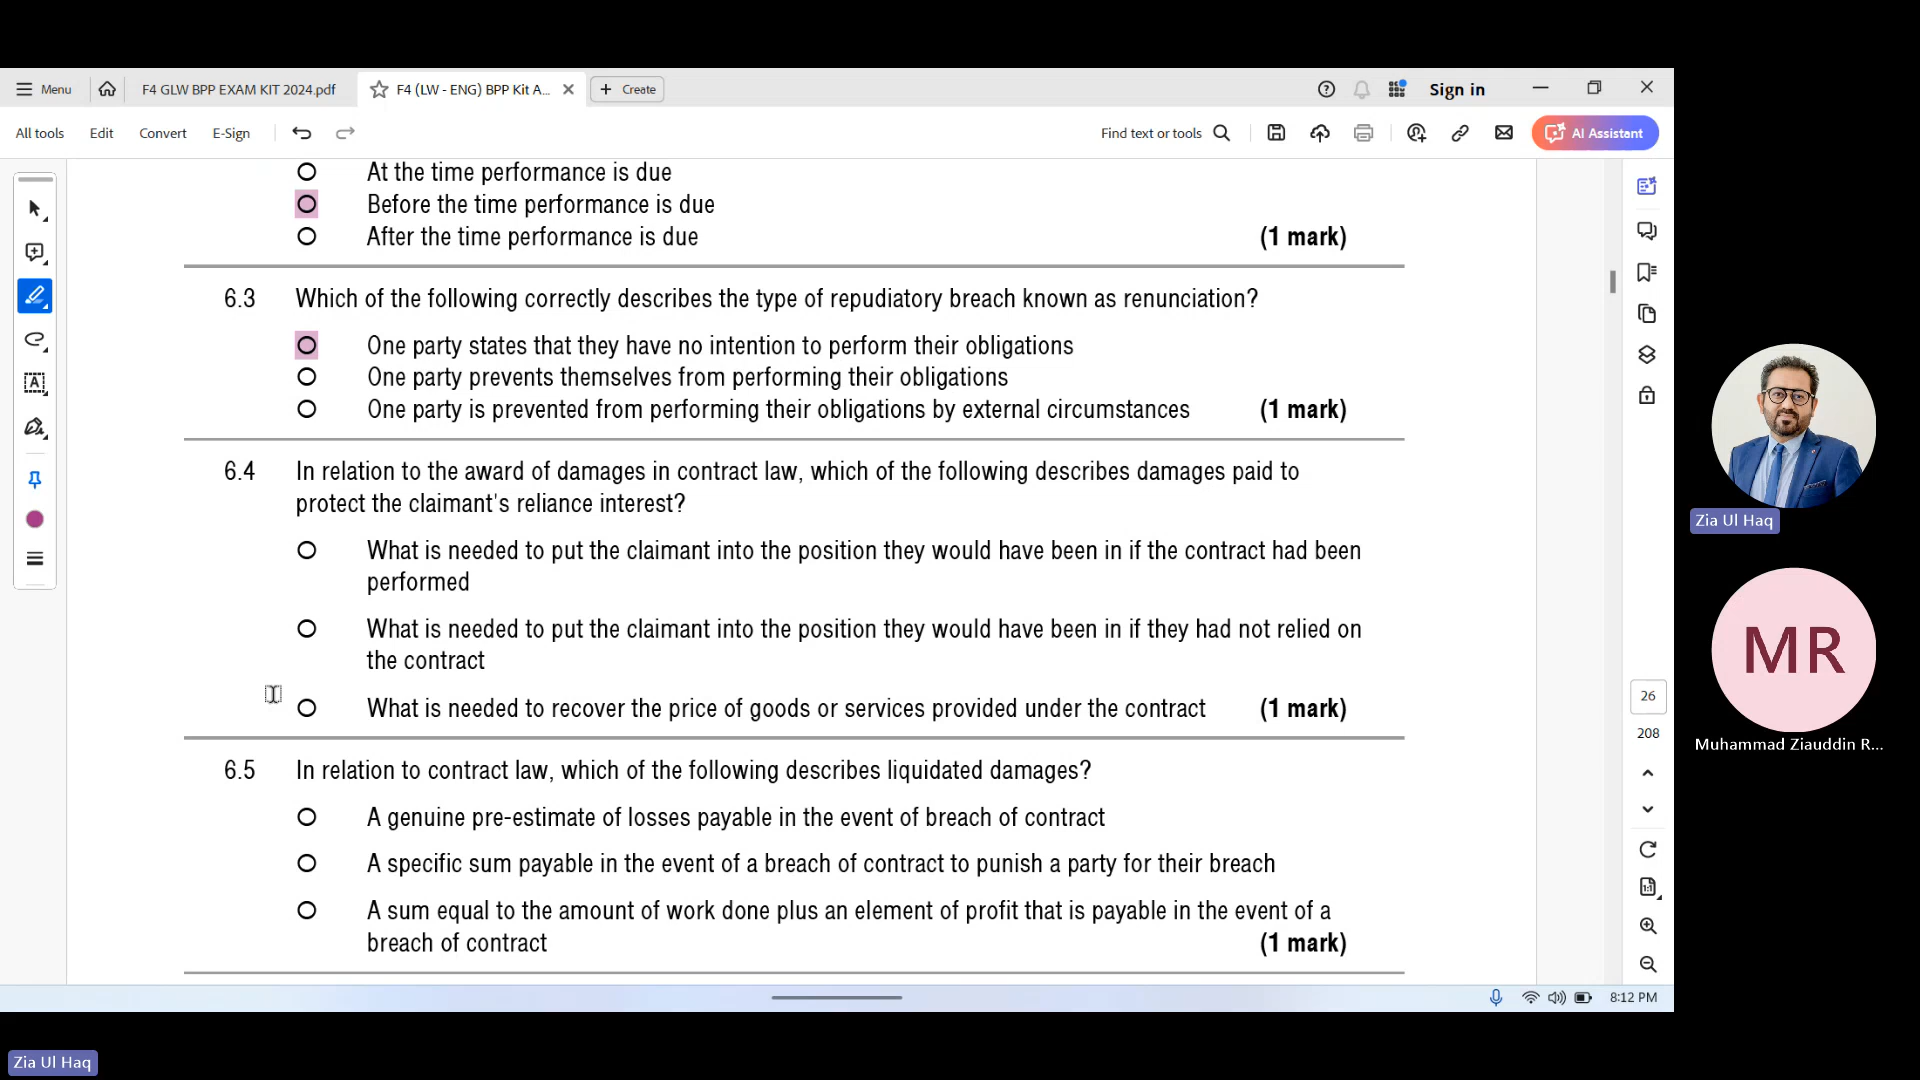 Menu
F4 GLW BPP EXAM KIT 2024.pdf
F4 (LW - ENG) BPP Kit A...
Create
Sign in
All tools
Edit
Convert
E-Sign
Find text or tools
AI Assistant
At the time performance is due
Before the time performance is due
After the time performance is due (1 mark)
6.3 Which of the following correctly describes the type of repudiatory breach known as renunciation?
One party states that they have no intention to perform their obligations
One party prevents themselves from performing their obligations
One party is prevented from performing their obligations by external circumstances (1 mark)
6.4 In relation to the award of damages in contract law, which of the following describes damages paid to
protect the claimant's reliance interest?
What is needed to put the claimant into the position they would have been in if the contract had been
performed
What is needed to put the claimant into the position they would have been in if they had not relied on
the contract
What is needed to recover the price of goods or services provided under the contract (1 mark)
6.5 In relation to contract law, which of the following describes liquidated damages?
A genuine pre-estimate of losses payable in the event of breach of contract
A specific sum payable in the event of a breach of contract to punish a party for their breach
A sum equal to the amount of work done plus an element of profit that is payable in the event of a
breach of contract (1 mark)
26
208
8:12 PM
Zia Ul Haq
MR
Muhammad Ziauddin R...
Zia Ul Haq